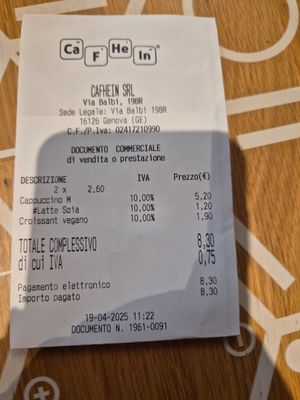 Ca F He In
CAFHEIN SRL
Via Balbi, 198R
Sede Legale: Via Balbi 198R
16126 Genova (GE)
C.F./P.Iva: 02417210990
DOCUMENTO COMMERCIALE
di vendita o prestazione
DESCRIZIONE IVA Prezzo(€)
2 x 2,60
Cappuccino M 10,00% 5,20
#Latte Soia 10,00% 1,20
Croissant vegano 10,00% 1,90
TOTALE COMPLESSIVO 8,30
di cui IVA 0,75
Pagamento elettronico 8,30
Importo pagato 8,30
19-04-2025 11:22
DOCUMENTO N. 1961-0091